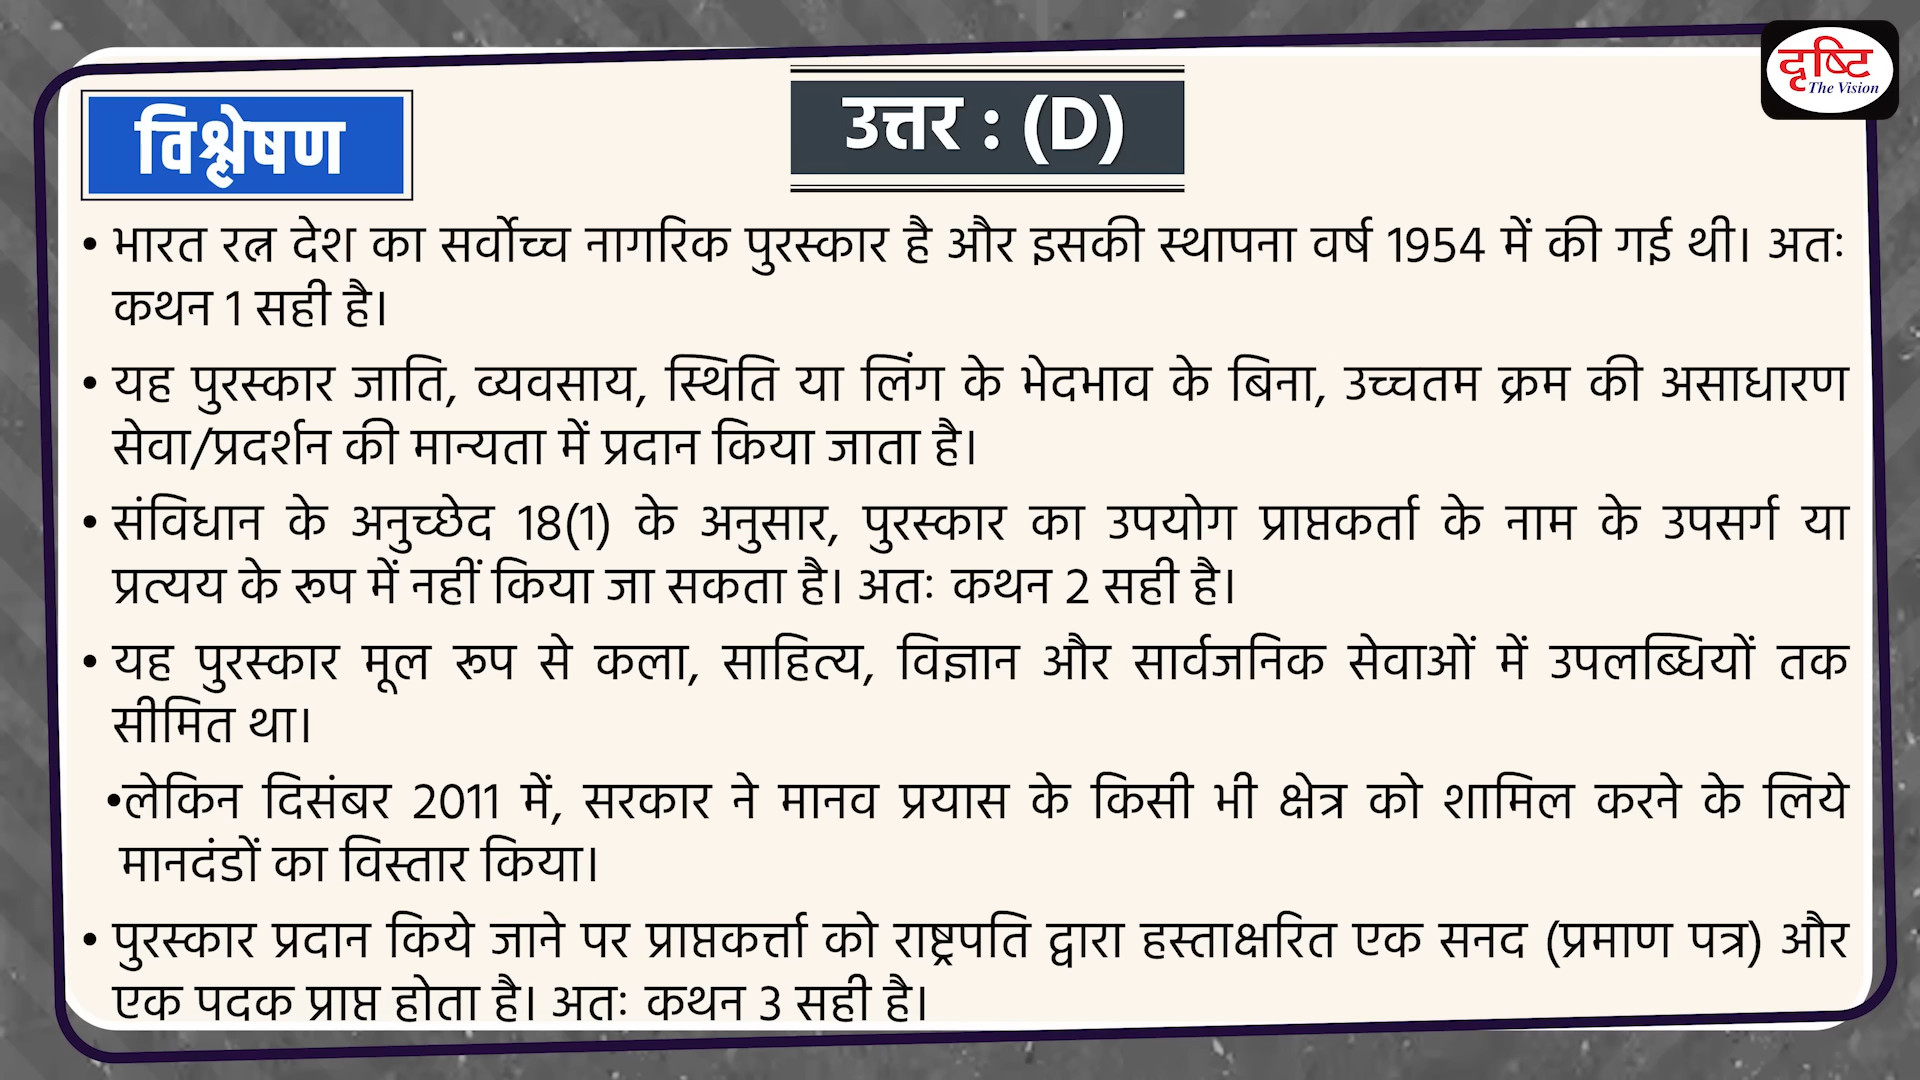 दृष्टि
The Vision
विश्लेषण
उत्तर : (D)
• भारत रत्न देश का सर्वोच्च नागरिक पुरस्कार है और इसकी स्थापना वर्ष 1954 में की गई थी। अतः
कथन 1 सही है।
• यह पुरस्कार जाति, व्यवसाय, स्थिति या लिंग के भेदभाव के बिना, उच्चतम क्रम की असाधारण
सेवा/प्रदर्शन की मान्यता में प्रदान किया जाता है।
• संविधान के अनुच्छेद 18(1) के अनुसार, पुरस्कार का उपयोग प्राप्तकर्ता के नाम के उपसर्ग या
प्रत्यय के रूप में नहीं किया जा सकता है। अतः कथन 2 सही है।
• यह पुरस्कार मूल रूप से कला, साहित्य, विज्ञान और सार्वजनिक सेवाओं में उपलब्धियों तक
सीमित था।
•लेकिन दिसंबर 2011 में, सरकार ने मानव प्रयास के किसी भी क्षेत्र को शामिल करने के लिये
मानदंडों का विस्तार किया।
• पुरस्कार प्रदान किये जाने पर प्राप्तकर्त्ता को राष्ट्रपति द्वारा हस्ताक्षरित एक सनद (प्रमाण पत्र) और
एक पदक प्राप्त होता है। अतः कथन 3 सही है।